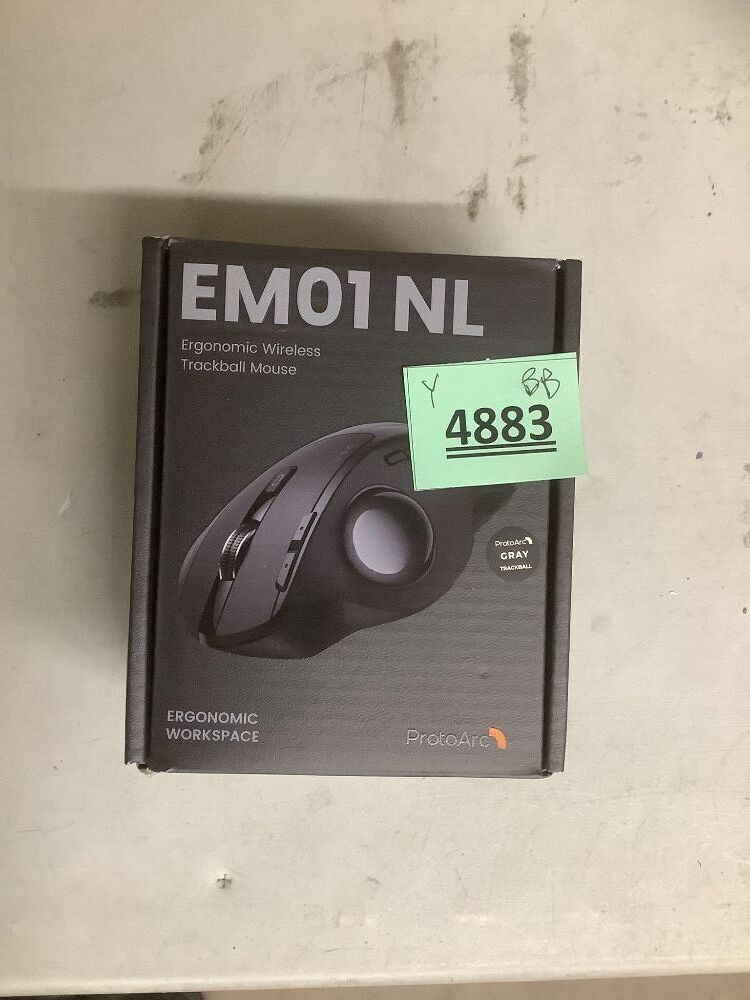 EM01 NL
Ergonomic Wireless
Trackball Mouse
Y BB
4883
ProtoArc
GRAY
TRACKBALL
ERGONOMIC
WORKSPACE
ProtoArc